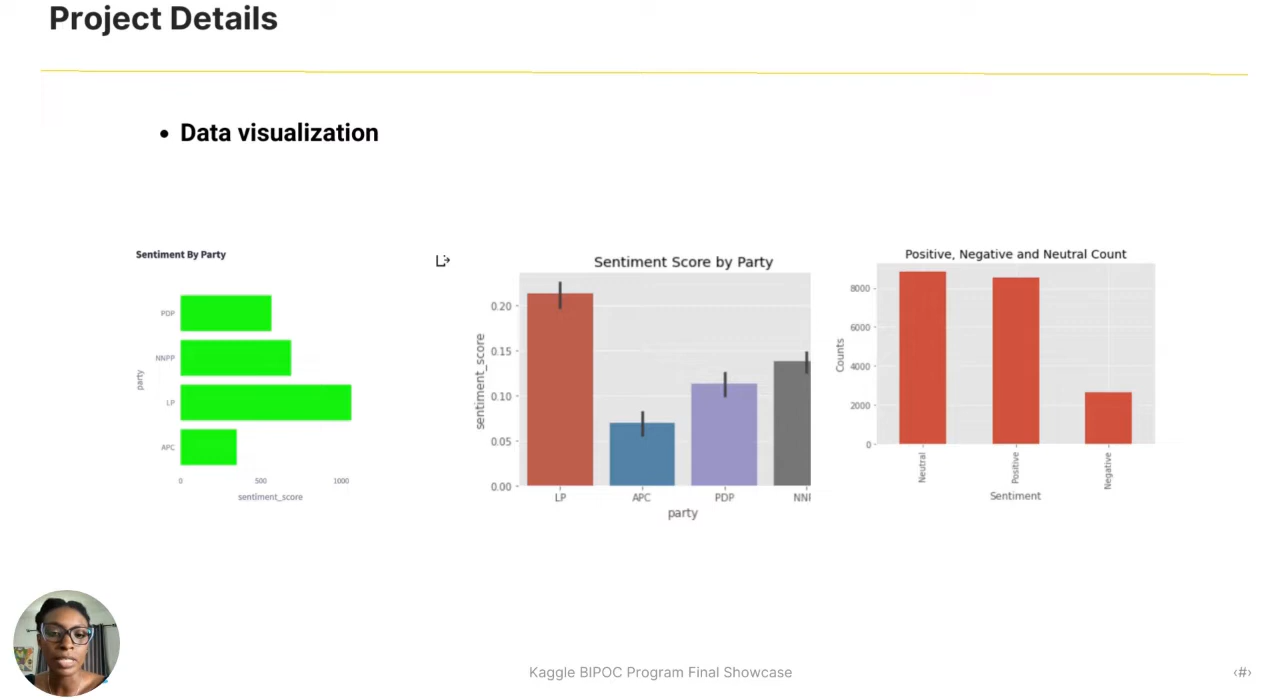 Project Details
• Data visualization
Sentiment By Party
PDP
NNPP
LP
APC
party
0 500 1000
sentiment_score
Sentiment Score by Party
0.20
0.15
0.10
0.05
0.00
sentiment_score
LP APC PDP NNI
party
Positive, Negative and Neutral Count
8000
6000
4000
2000
0
Counts
Neutral Positive Negative
Sentiment
Kaggle BIPOC Program Final Showcase
‹#›